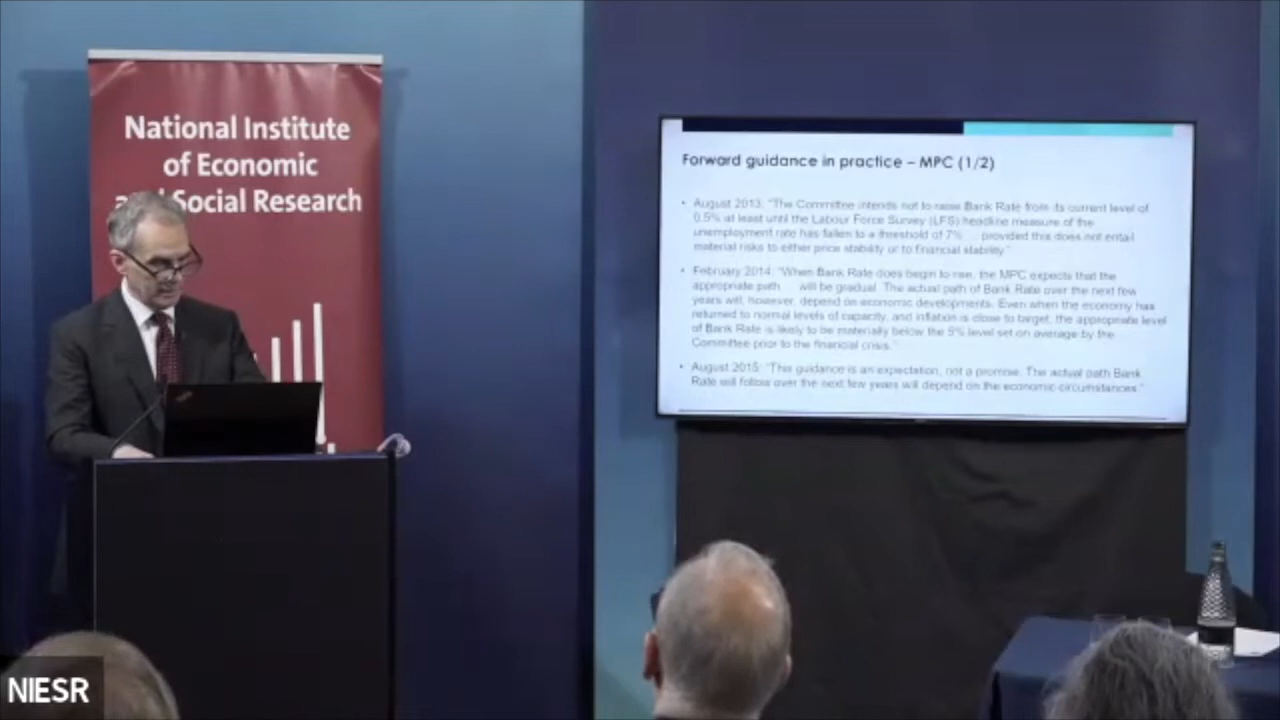 National Institute
of Economic
and Social Research
Forward guidance in practice – MPC (1/2)
• August 2013: “The Committee intends not to raise Bank Rate from its current level of
0.5% at least until the Labour Force Survey (LFS) headline measure of the
unemployment rate has fallen to a threshold of 7% … provided this does not entail
material risks to either price stability or to financial stability.”
• February 2014: “When Bank Rate does begin to rise, the MPC expects that the
appropriate path … will be gradual. The actual path of Bank Rate over the next few
years will, however, depend on economic developments. Even when the economy has
returned to normal levels of capacity, and inflation is close to target, the appropriate level
of Bank Rate is likely to be materially below the 5% level set on average by the
Committee prior to the financial crisis.”
• August 2015: “This guidance is an expectation, not a promise. The actual path Bank
Rate will follow over the next few years will depend on the economic circumstances.”
NIESR